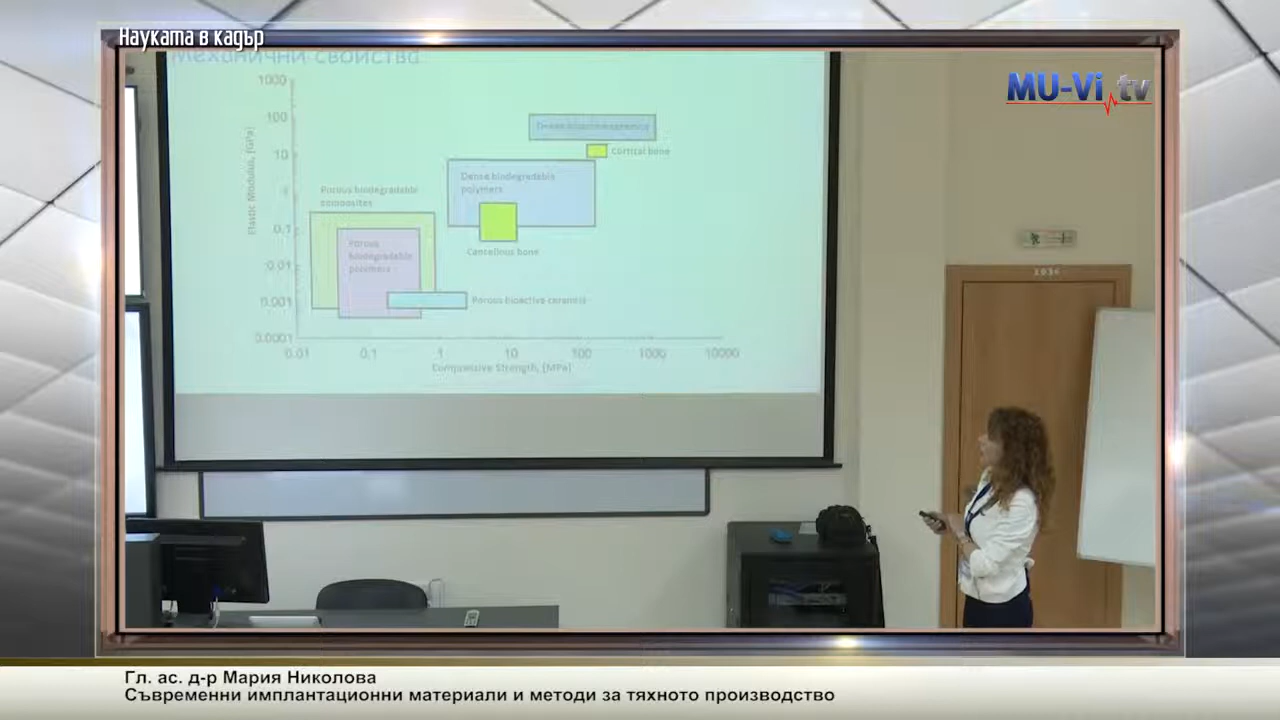 Науката в кадър
MU-Vi.tv
Механични свойства
1000
100
10
1
0.1
0.01
0.001
0.0001
Elastic Modulus, [GPa]
Cortical bone
Dense biodegradable
polymers
Porous biodegradable
composites
Porous
biodegradable
polymers
Cancellous bone
Porous bioactive ceramics
0.01
0.1
1
10
100
1000
10000
Compressive Strength, [MPa]
1036
Гл. ас. д-р Мария Николова
Съвременни имплантационни материали и методи за тяхното производство